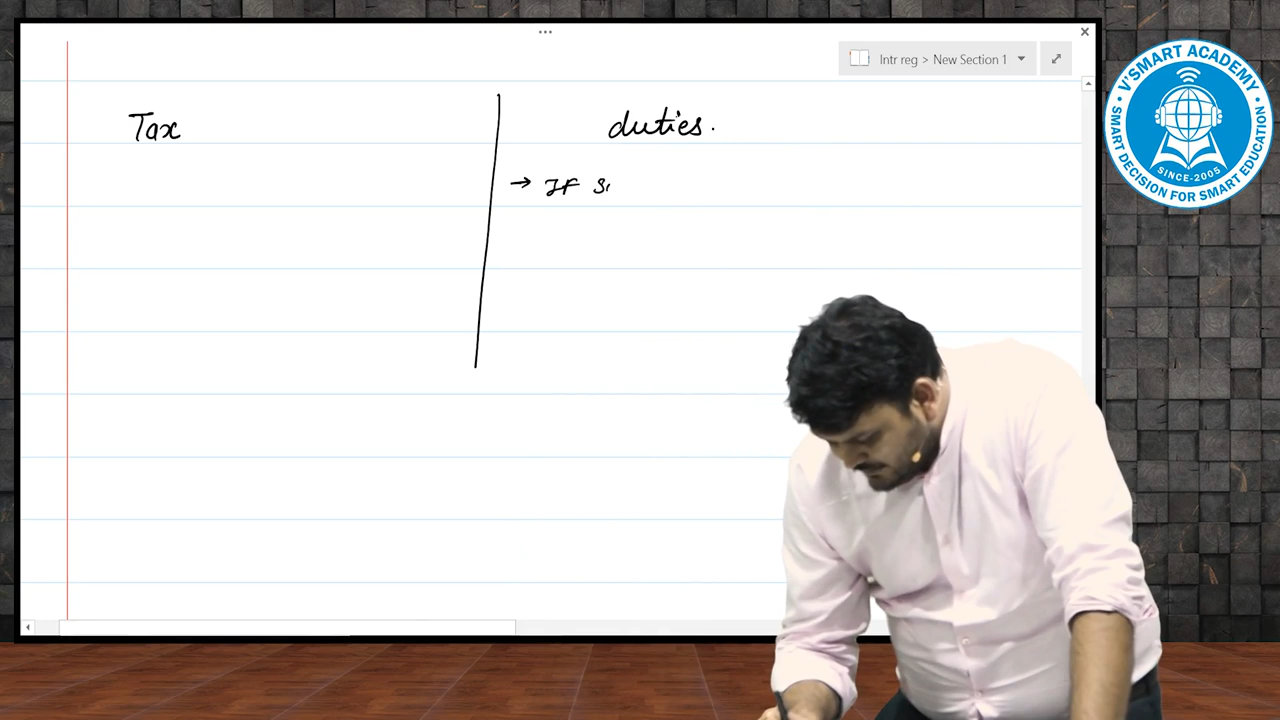 Intr reg > New Section 1
Tax
duties.
→ If
V'SMART ACADEMY
SINCE-2005
SMART DECISION FOR SMART EDUCATION